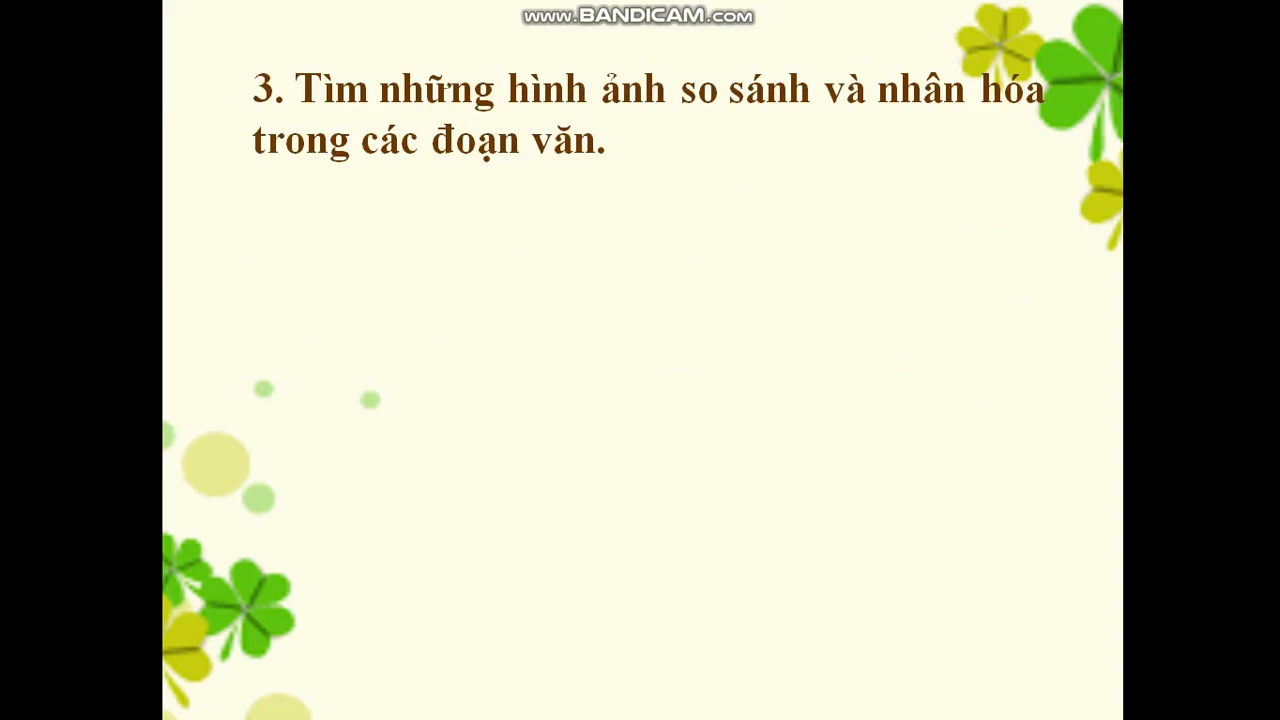 www.BANDICAM.com
3. Tìm những hình ảnh so sánh và nhân hóa
trong các đoạn văn.